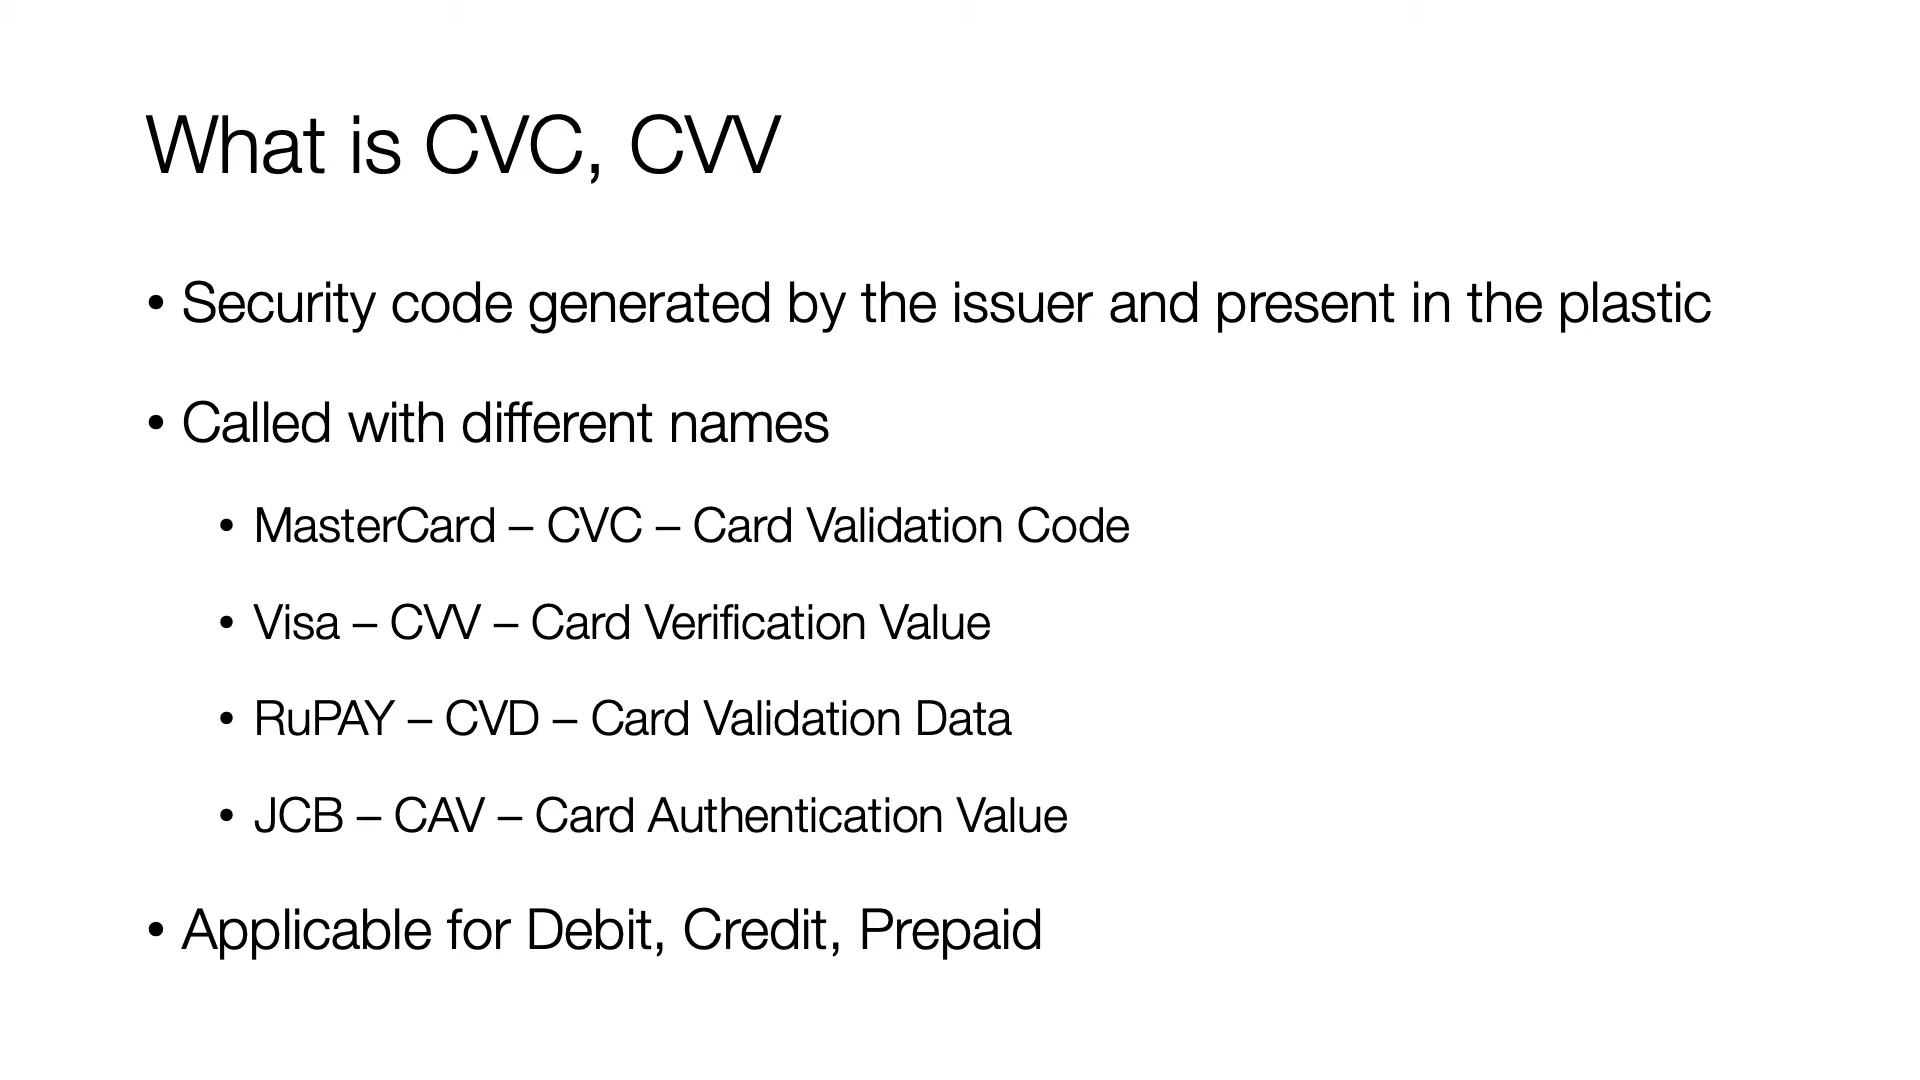 What is CVC, CVV
• Security code generated by the issuer and present in the plastic
• Called with different names
• MasterCard – CVC – Card Validation Code
• Visa – CVV – Card Verification Value
• RuPAY – CVD – Card Validation Data
• JCB – CAV – Card Authentication Value
• Applicable for Debit, Credit, Prepaid